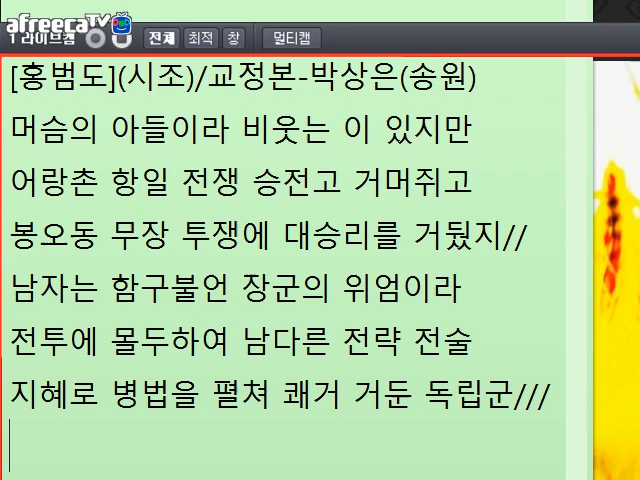 afreecaTV
1 라이브캠 전체 최적 창 멀티캠
[홍범도](시조)/교정본-박상은(송원)
머슴의 아들이라 비웃는 이 있지만
어랑촌 항일 전쟁 승전고 거머쥐고
봉오동 무장 투쟁에 대승리를 거뒀지//
남자는 함구불언 장군의 위엄이라
전투에 몰두하여 남다른 전략 전술
지혜로 병법을 펼쳐 쾌거 거둔 독립군///